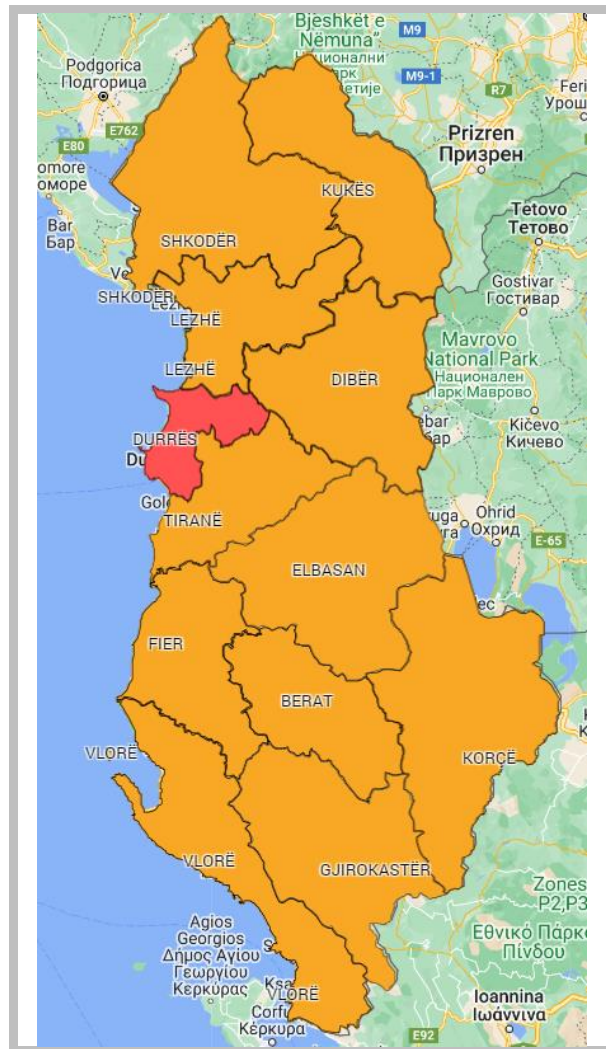 Bjeshkët e
Nëmuna"
M9
Podgorica
Подгорица
M9-1
R7
E762
E80
Prizren
Призрен
omore
оморе
KUKËS
Bar
Бар
Tetovo
Тетово
SHKODËR
Gostivar
Гостивар
SHKODËR
LEZHË
Mavrovo
National Park
Национален
Парк Маврово
LEZHË
DIBËR
Kičevo
Кичево
DURRËS
TIRANË
Ohrid
Охрид
E-65
ELBASAN
FIER
BERAT
VLORË
KORÇË
VLORË
GJIROKASTËR
Zones
P2,P3
Agios
Georgios
Δήμος Αγίου
Γεωργίου
Κερκύρας
Εθνικό Πάρκο
Πίνδου
VLORË
Corfu
Κέρκυρα
Ioannina
Ιωάννινα
E92